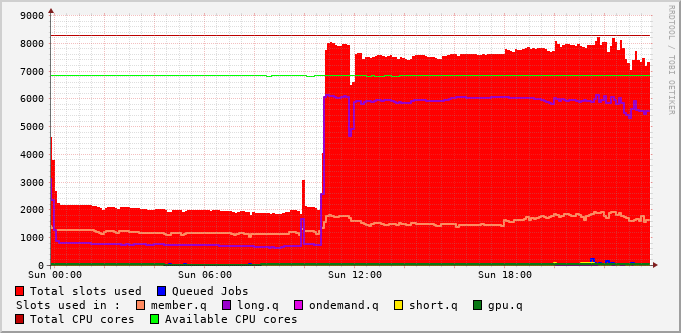 9000
8000
7000
6000
5000
4000
3000
2000
1000
0
Sun 00:00 Sun 06:00 Sun 12:00 Sun 18:00
RRDTOOL / TOBI OETIKER
Total slots used Queued Jobs
Slots used in : member.q long.q ondemand.q short.q gpu.q
Total CPU cores Available CPU cores